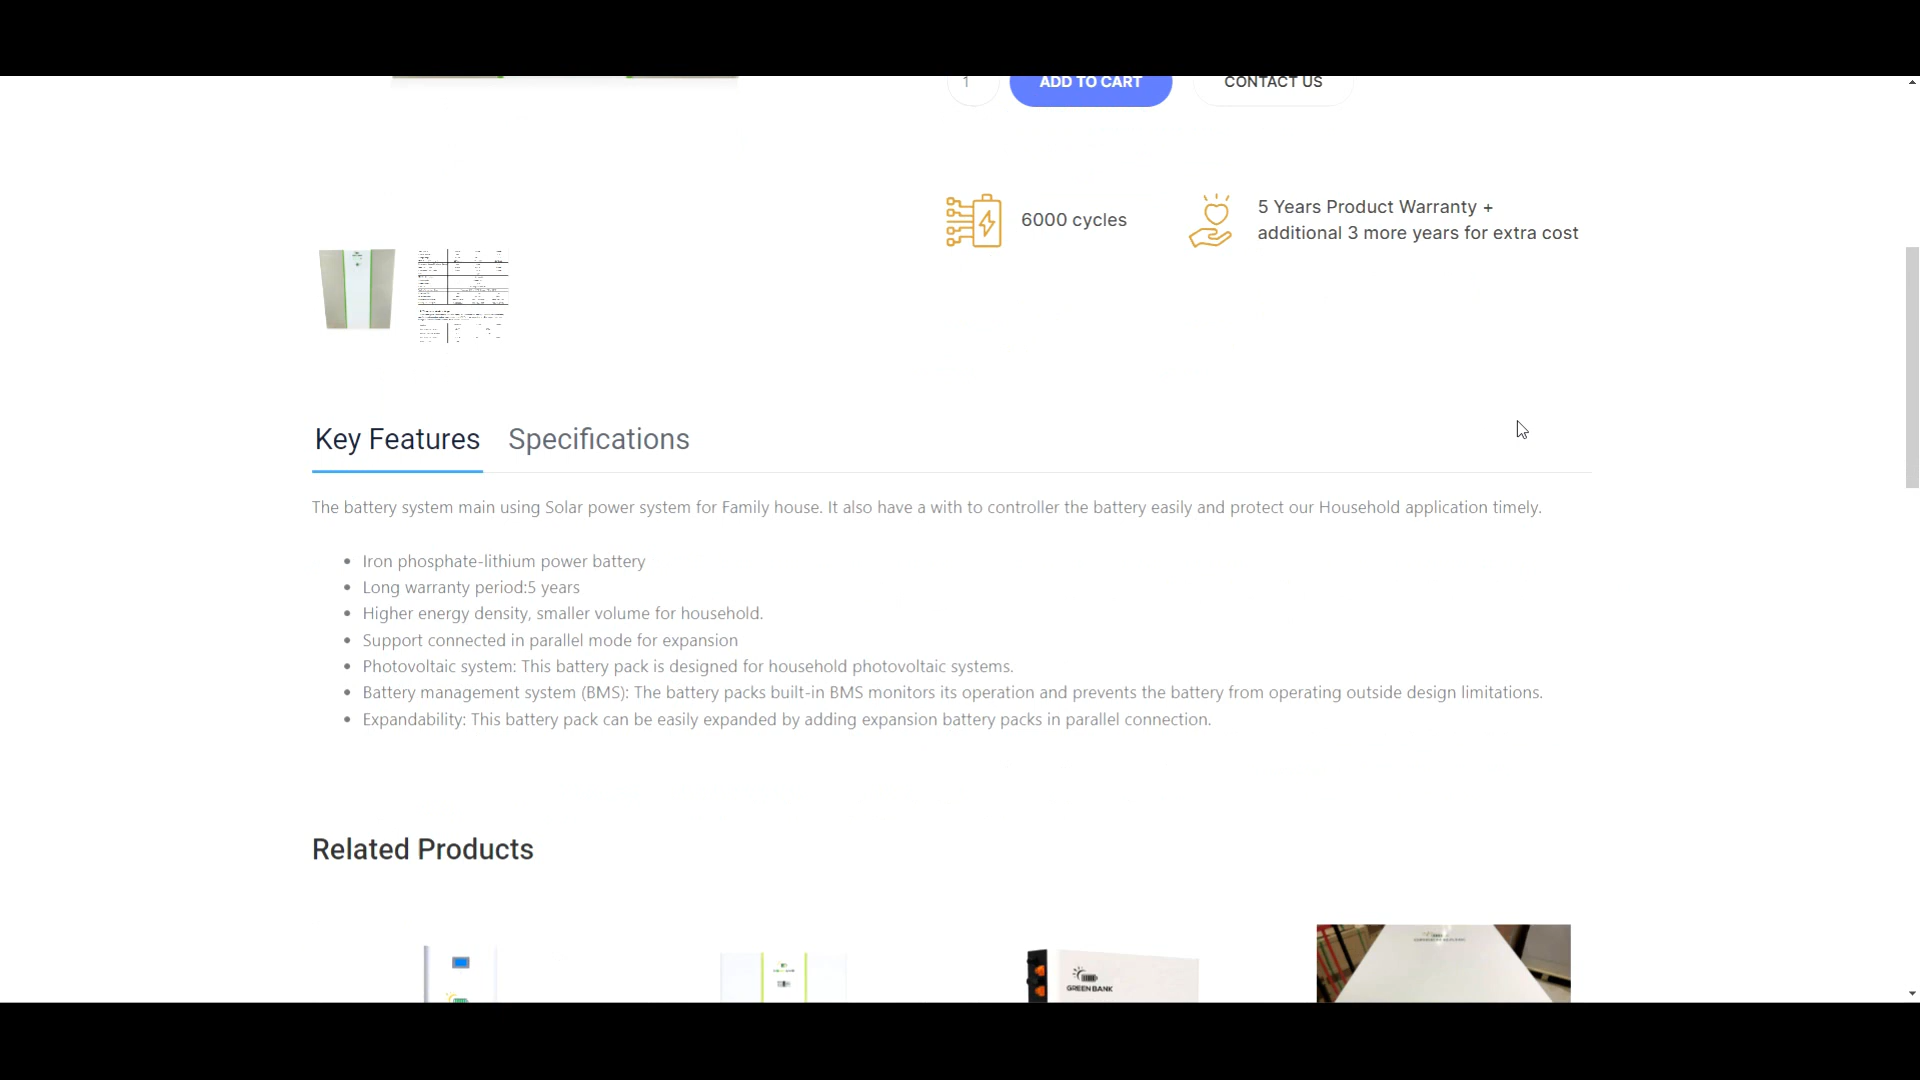 1
ADD TO CART
CONTACT US
6000 cycles
5 Years Product Warranty +
additional 3 more years for extra cost
Key Features
Specifications
The battery system main using Solar power system for Family house. It also have a with to controller the battery easily and protect our Household application timely.
Iron phosphate-lithium power battery
Long warranty period:5 years
Higher energy density, smaller volume for household.
Support connected in parallel mode for expansion
Photovoltaic system: This battery pack is designed for household photovoltaic systems.
Battery management system (BMS): The battery packs built-in BMS monitors its operation and prevents the battery from operating outside design limitations.
Expandability: This battery pack can be easily expanded by adding expansion battery packs in parallel connection.
Related Products
GREEN BANK